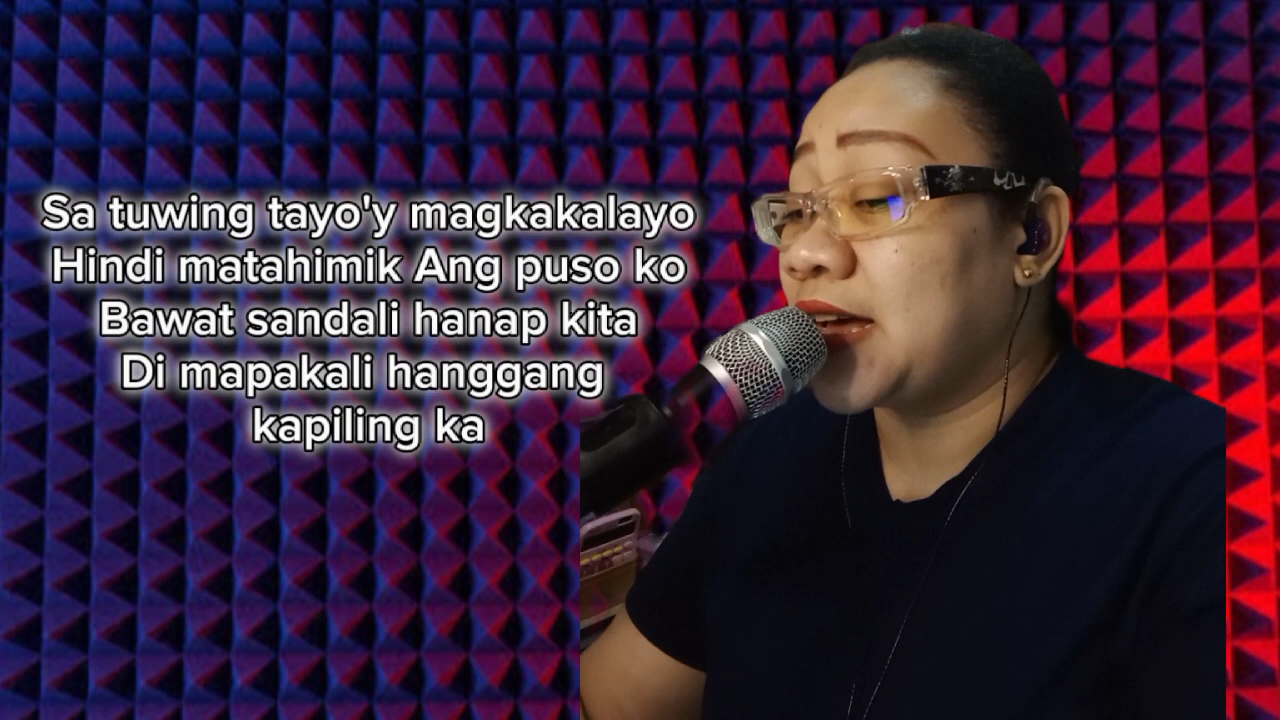 Sa tuwing tayo'y magkakalayo
Hindi matahimik Ang puso ko
Bawat sandali hanap kita
Di mapakali hanggang
kapiling ka